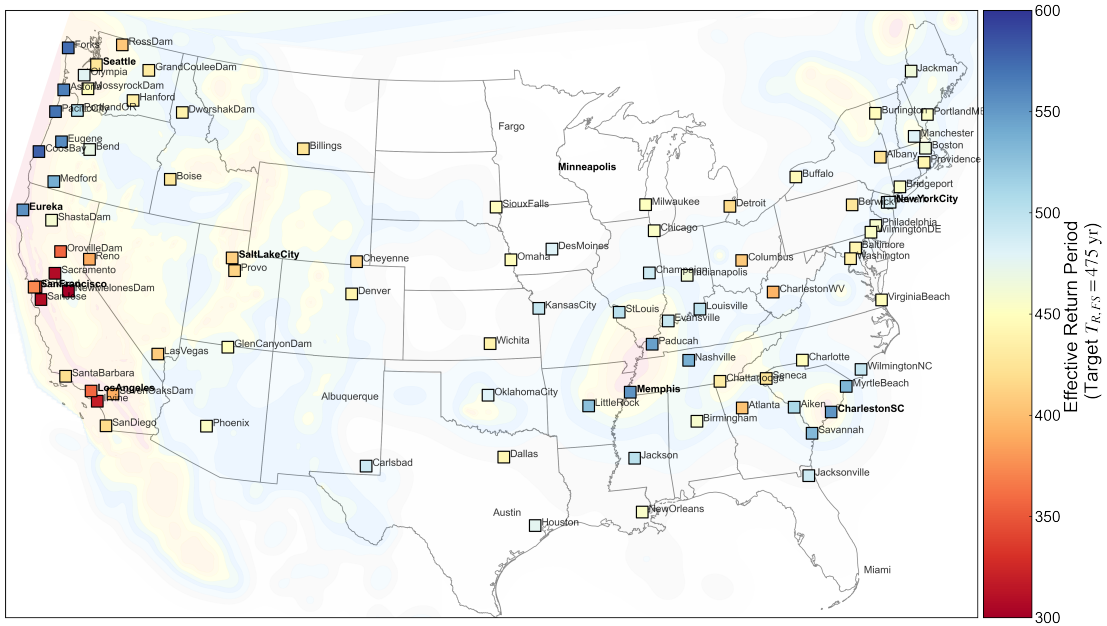 Forks
RossDam
Seattle
Olympia
GrandCouleeDam
Astoria
MossyrockDam
Hanford
PacificCity
PortlandOR
DworshakDam
Eugene
CoosBay
Bend
Billings
Medford
Boise
Eureka
ShastaDam
OrovilleDam
Reno
SaltLakeCity
Provo
Cheyenne
Sacramento
SanFrancisco
NewMelonesDam
SanJose
Denver
LasVegas
GlenCanyonDam
SantaBarbara
LosAngeles
SevenOaksDam
Irvine
Albuquerque
SanDiego
Phoenix
Carlsbad
Fargo
Minneapolis
SiouxFalls
Milwaukee
Detroit
Chicago
Omaha
DesMoines
Champaign
Indianapolis
Columbus
KansasCity
StLouis
Evansville
Louisville
CharlestonWV
Wichita
Paducah
Nashville
OklahomaCity
Memphis
LittleRock
Chattanooga
Seneca
Charlotte
WilmingtonNC
MyrtleBeach
Atlanta
Aiken
CharlestonSC
Birmingham
Savannah
Dallas
Jackson
Jacksonville
Austin
Houston
NewOrleans
Miami
Jackman
Burlington
PortlandME
Manchester
Boston
Albany
Providence
Buffalo
Bridgeport
NewYorkCity
Philadelphia
WilmingtonDE
Baltimore
Washington
VirginiaBeach
600
550
500
450
400
350
300
Effective Return Period
(Target T_{R,FS} = 475 yr)